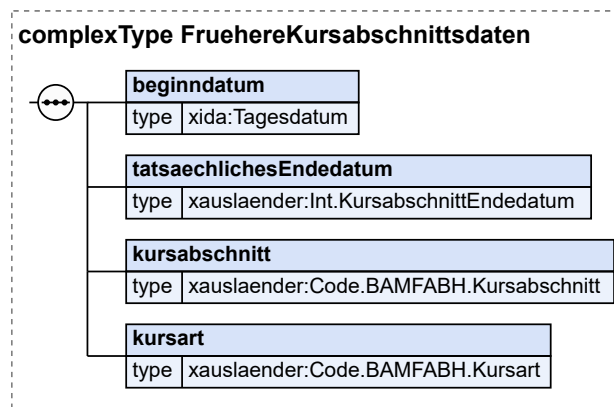 complexType FruehereKursabschnittsdaten
beginndatum
type xida:Tagesdatum
tatsaechlichesEndedatum
type xauslaender:Int.KursabschnittEndedatum
kursabschnitt
type xauslaender:Code.BAMFABH.Kursabschnitt
kursart
type xauslaender:Code.BAMFABH.Kursart